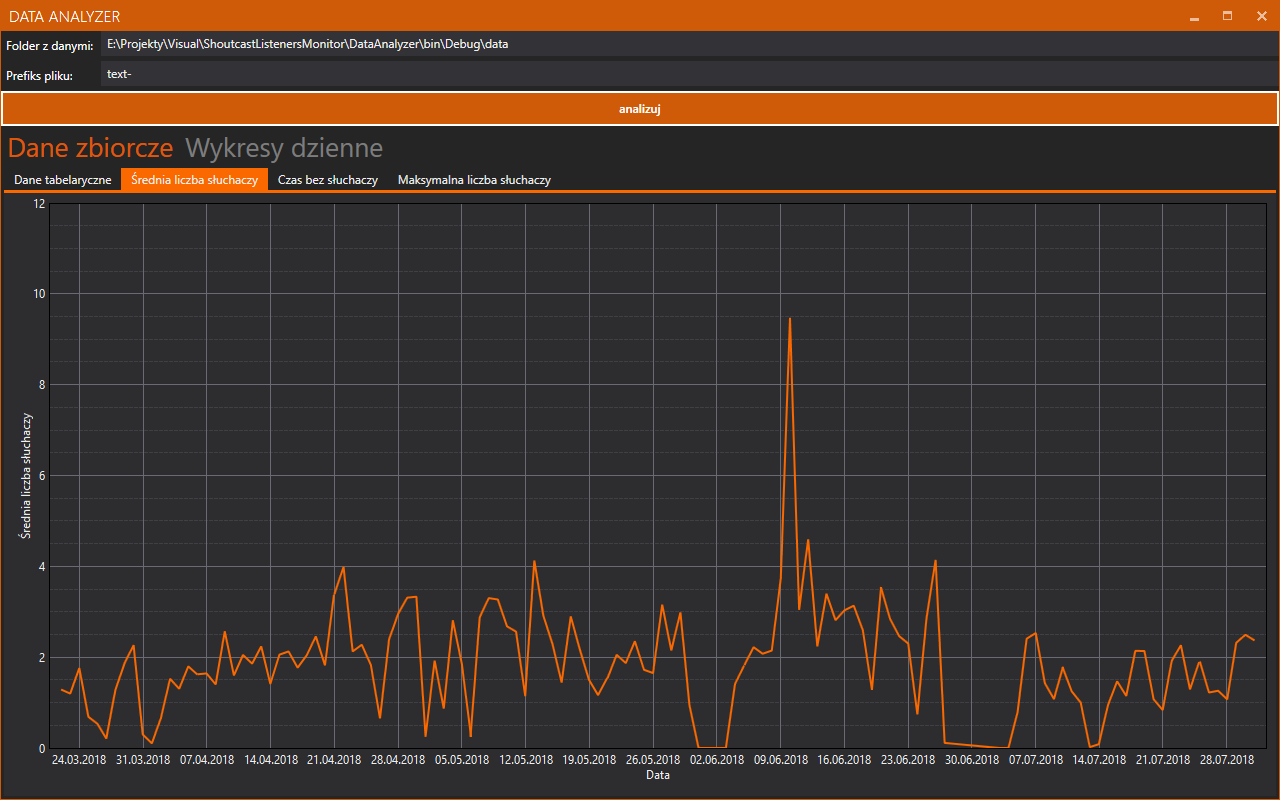 DATA ANALYZER
Folder z danymi: E:\Projekty\Visual\ShoutcastListenersMonitor\DataAnalyzer\bin\Debug\data
Prefiks pliku: text-
analizuj
Dane zbiorcze Wykresy dzienne
Dane tabelaryczne Średnia liczba słuchaczy Czas bez słuchaczy Maksymalna liczba słuchaczy
12
10
8
6
4
2
0
Średnia liczba słuchaczy
24.03.2018 31.03.2018 07.04.2018 14.04.2018 21.04.2018 28.04.2018 05.05.2018 12.05.2018 19.05.2018 26.05.2018 02.06.2018 09.06.2018 16.06.2018 23.06.2018 30.06.2018 07.07.2018 14.07.2018 21.07.2018 28.07.2018
Data